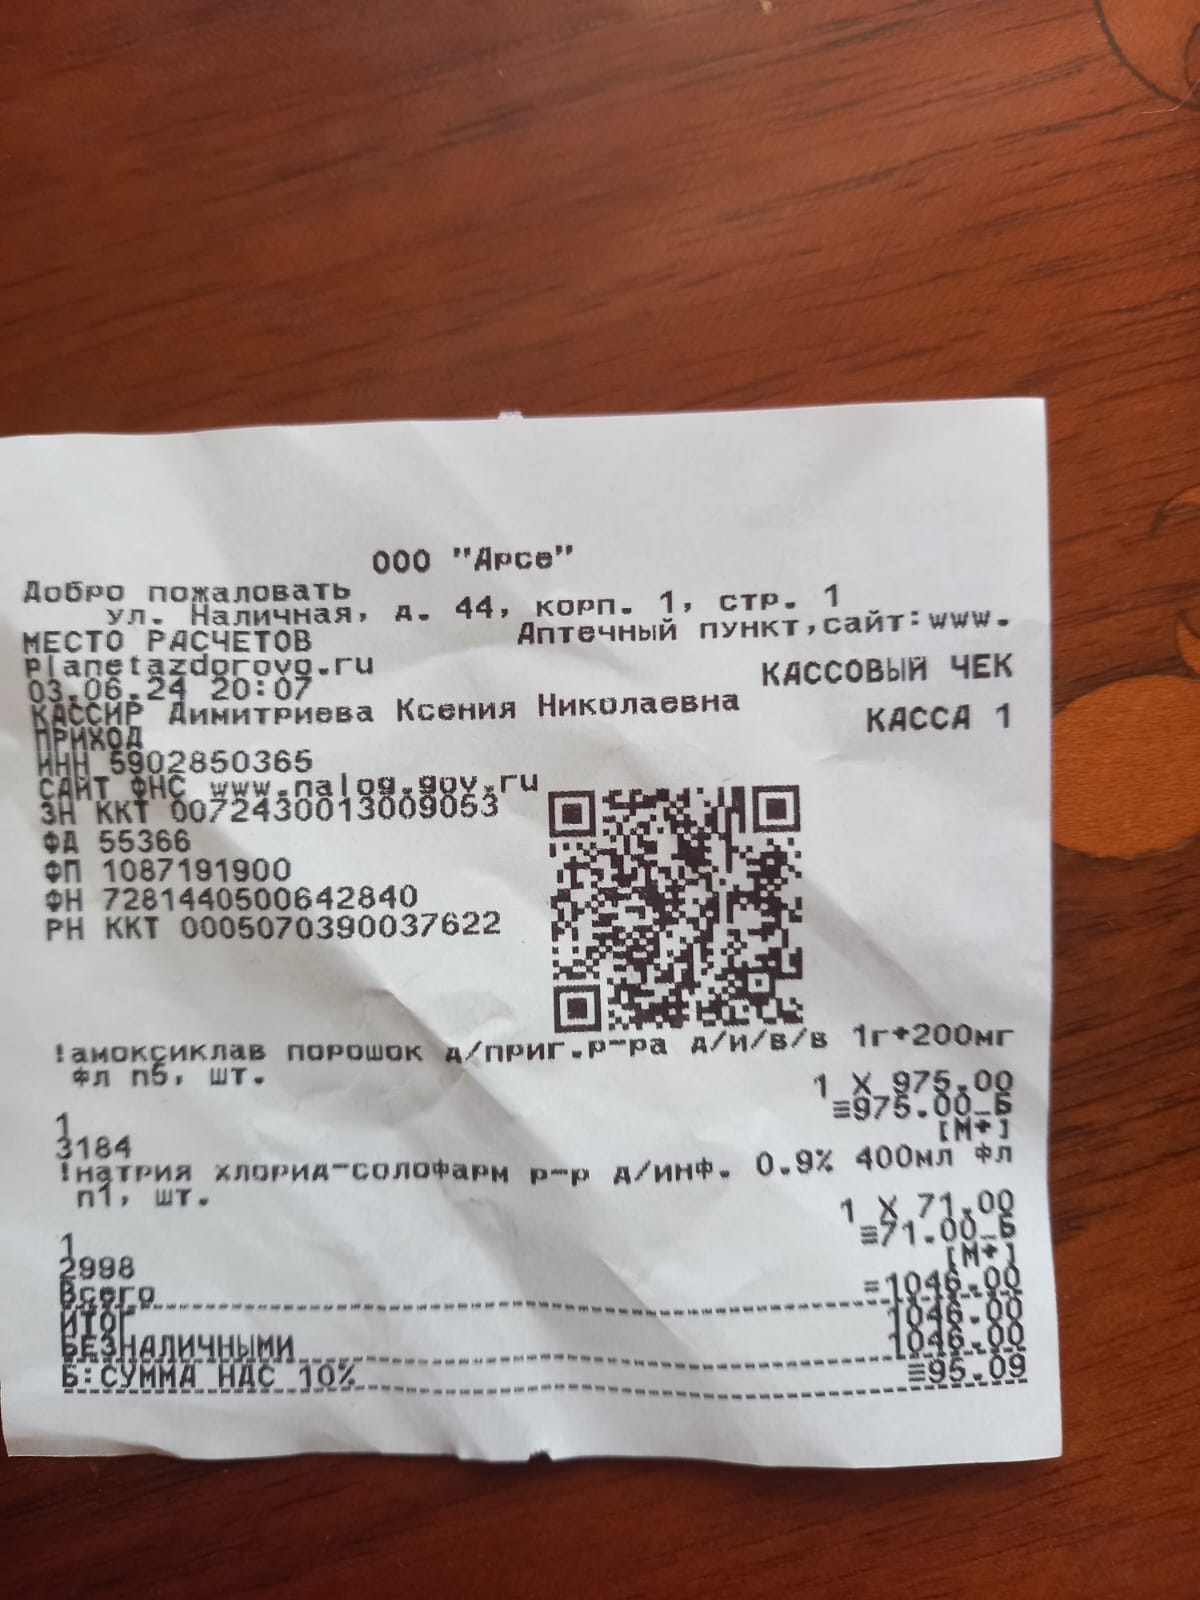 ООО "Арсе"
Добро пожаловать
ул. Наличная, д. 44, корп. 1, стр. 1
МЕСТО РАСЧЕТОВ Аптечный пункт,сайт:www.
planetazdorovo.ru
03.06.24 20:07 КАССОВЫЙ ЧЕК
КАССИР Димитриева Ксения Николаевна
ПРИХОД КАССА 1
ИНН 5902850365
САЙТ ФНС www.nalog.gov.ru
ЗН ККТ 0072430013009053
ФД 55366
ФП 1087191900
ФН 7281440500642840
РН ККТ 0005070390037622
!амоксиклав порошок д/приг.р-ра д/и/в/в 1г+200мг
фл n5, шт.
1 X 975.00
≡975.00_Б
1 [М+]
3184
!натрия хлорид-солофарм р-р д/инф. 0.9% 400мл фл
n1, шт.
1 X 71.00
≡71.00_Б
1 [М+]
2998
Всего =1046.00
ИТОГ 1046.00
БЕЗНАЛИЧНЫМИ 1046.00
Б:СУММА НДС 10% ≡95.09